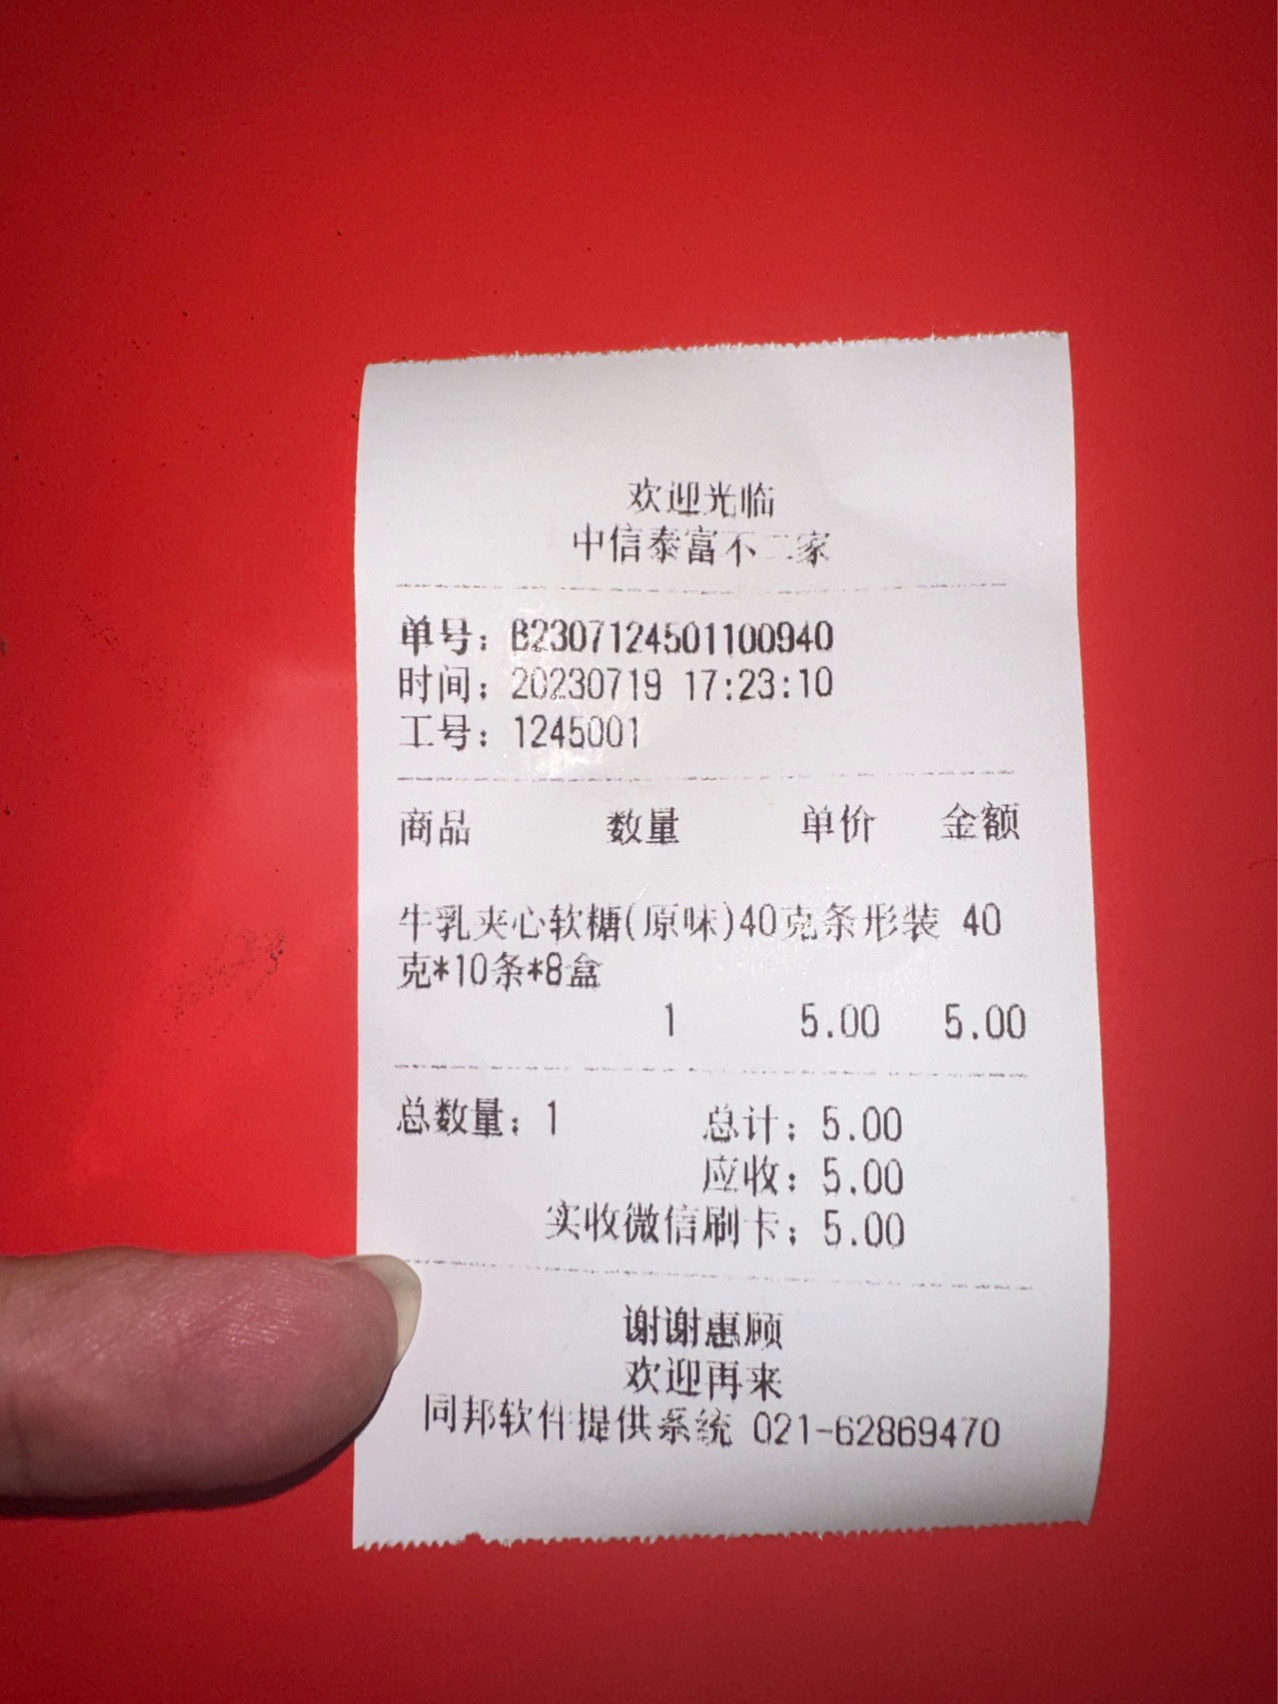 欢迎光临
中信泰富不二家
单号：B2307124501100940
时间：20230719 17:23:10
工号：1245001
商品 数量 单价 金额
牛乳夹心软糖(原味)40克条形装 40
克*10条*8盒
1 5.00 5.00
总数量：1 总计：5.00
应收：5.00
实收微信刷卡：5.00
谢谢惠顾
欢迎再来
同邦软件提供系统 021-62869470